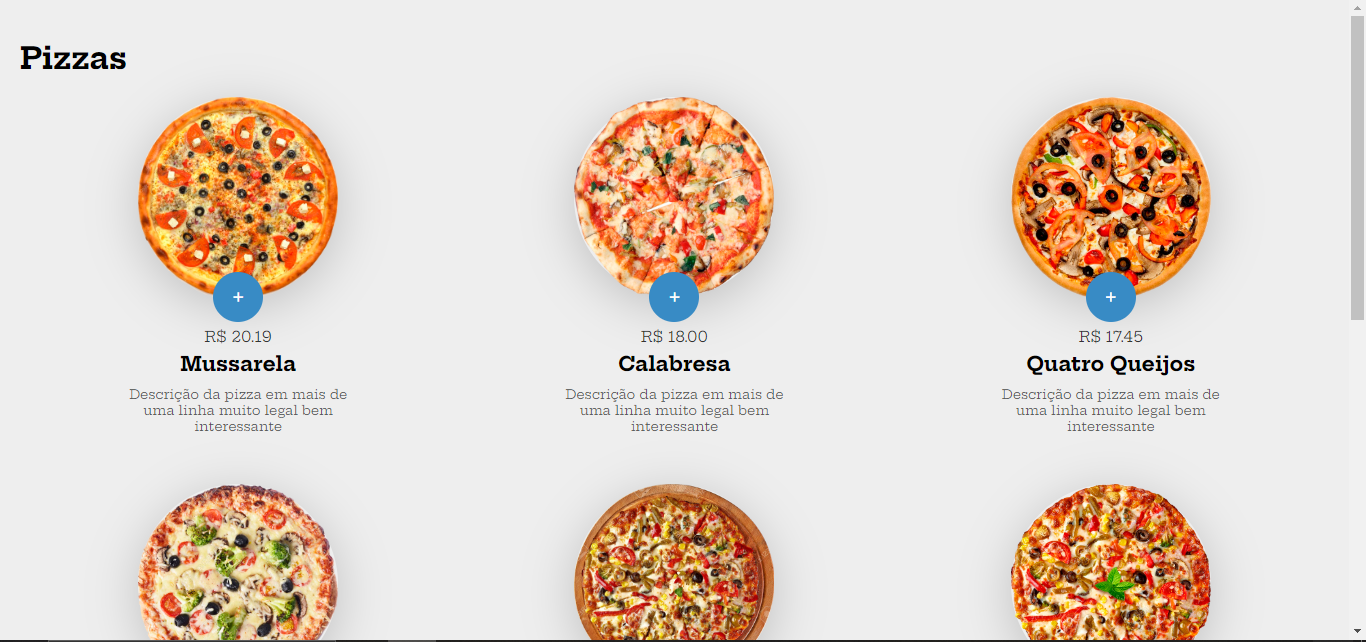 Pizzas
+
+
+
R$ 20.19
R$ 18.00
R$ 17.45
Mussarela
Calabresa
Quatro Queijos
Descrição da pizza em mais de
uma linha muito legal bem
interessante
Descrição da pizza em mais de
uma linha muito legal bem
interessante
Descrição da pizza em mais de
uma linha muito legal bem
interessante